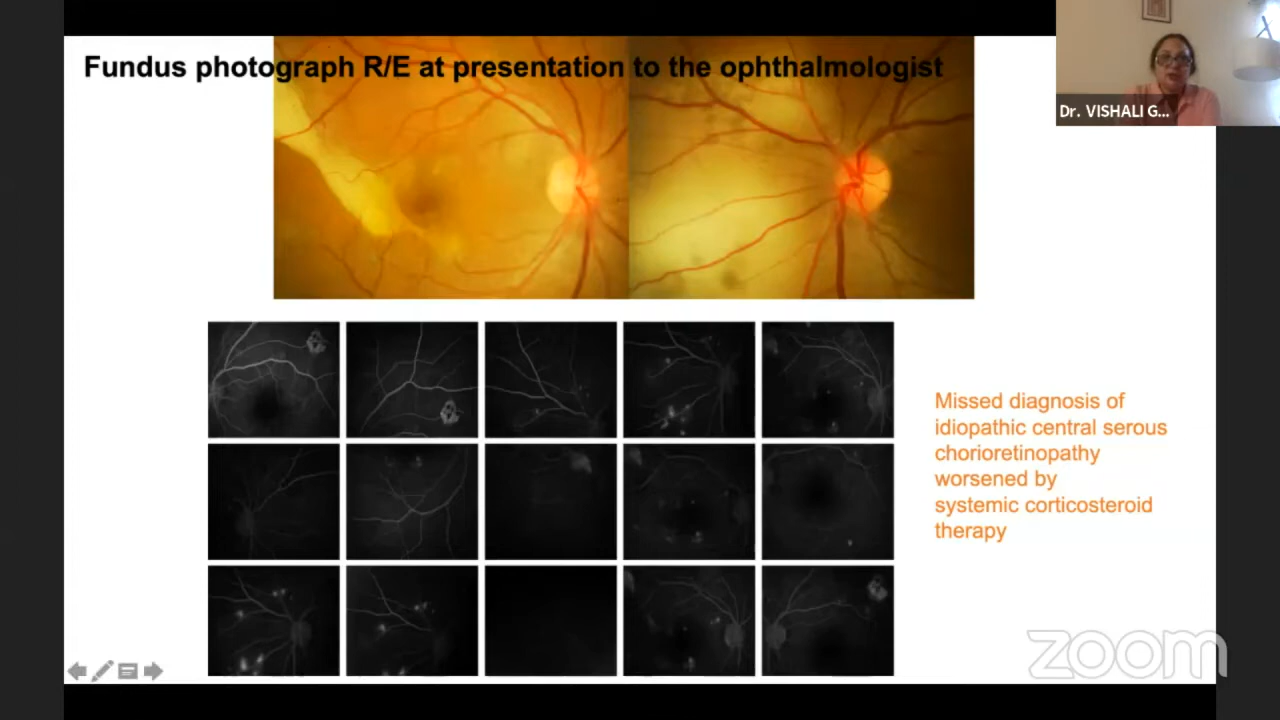 Fundus photograph R/E at presentation to the ophthalmologist
Dr. VISHALI G...
Missed diagnosis of
idiopathic central serous
chorioretinopathy
worsened by
systemic corticosteroid
therapy
zoom